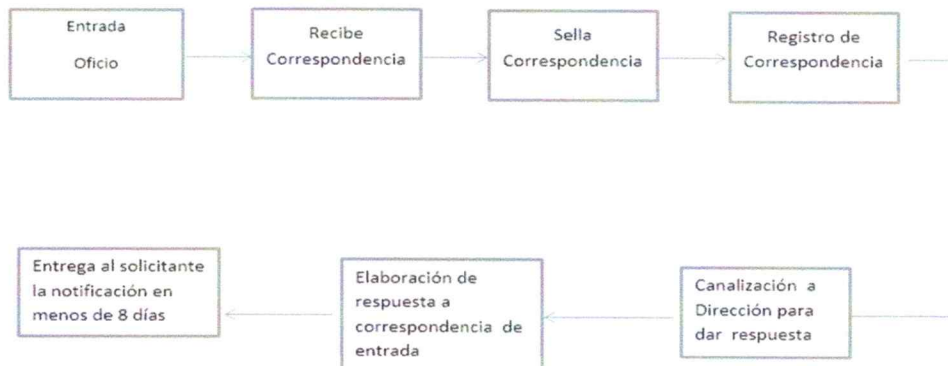 Entrada
Oficio
Recibe
Correspondencia
Sella
Correspondencia
Registro de
Correspondencia
Entrega al solicitante
la notificación en
menos de 8 días
Elaboración de
respuesta a
correspondencia de
entrada
Canalización a
Dirección para
dar respuesta